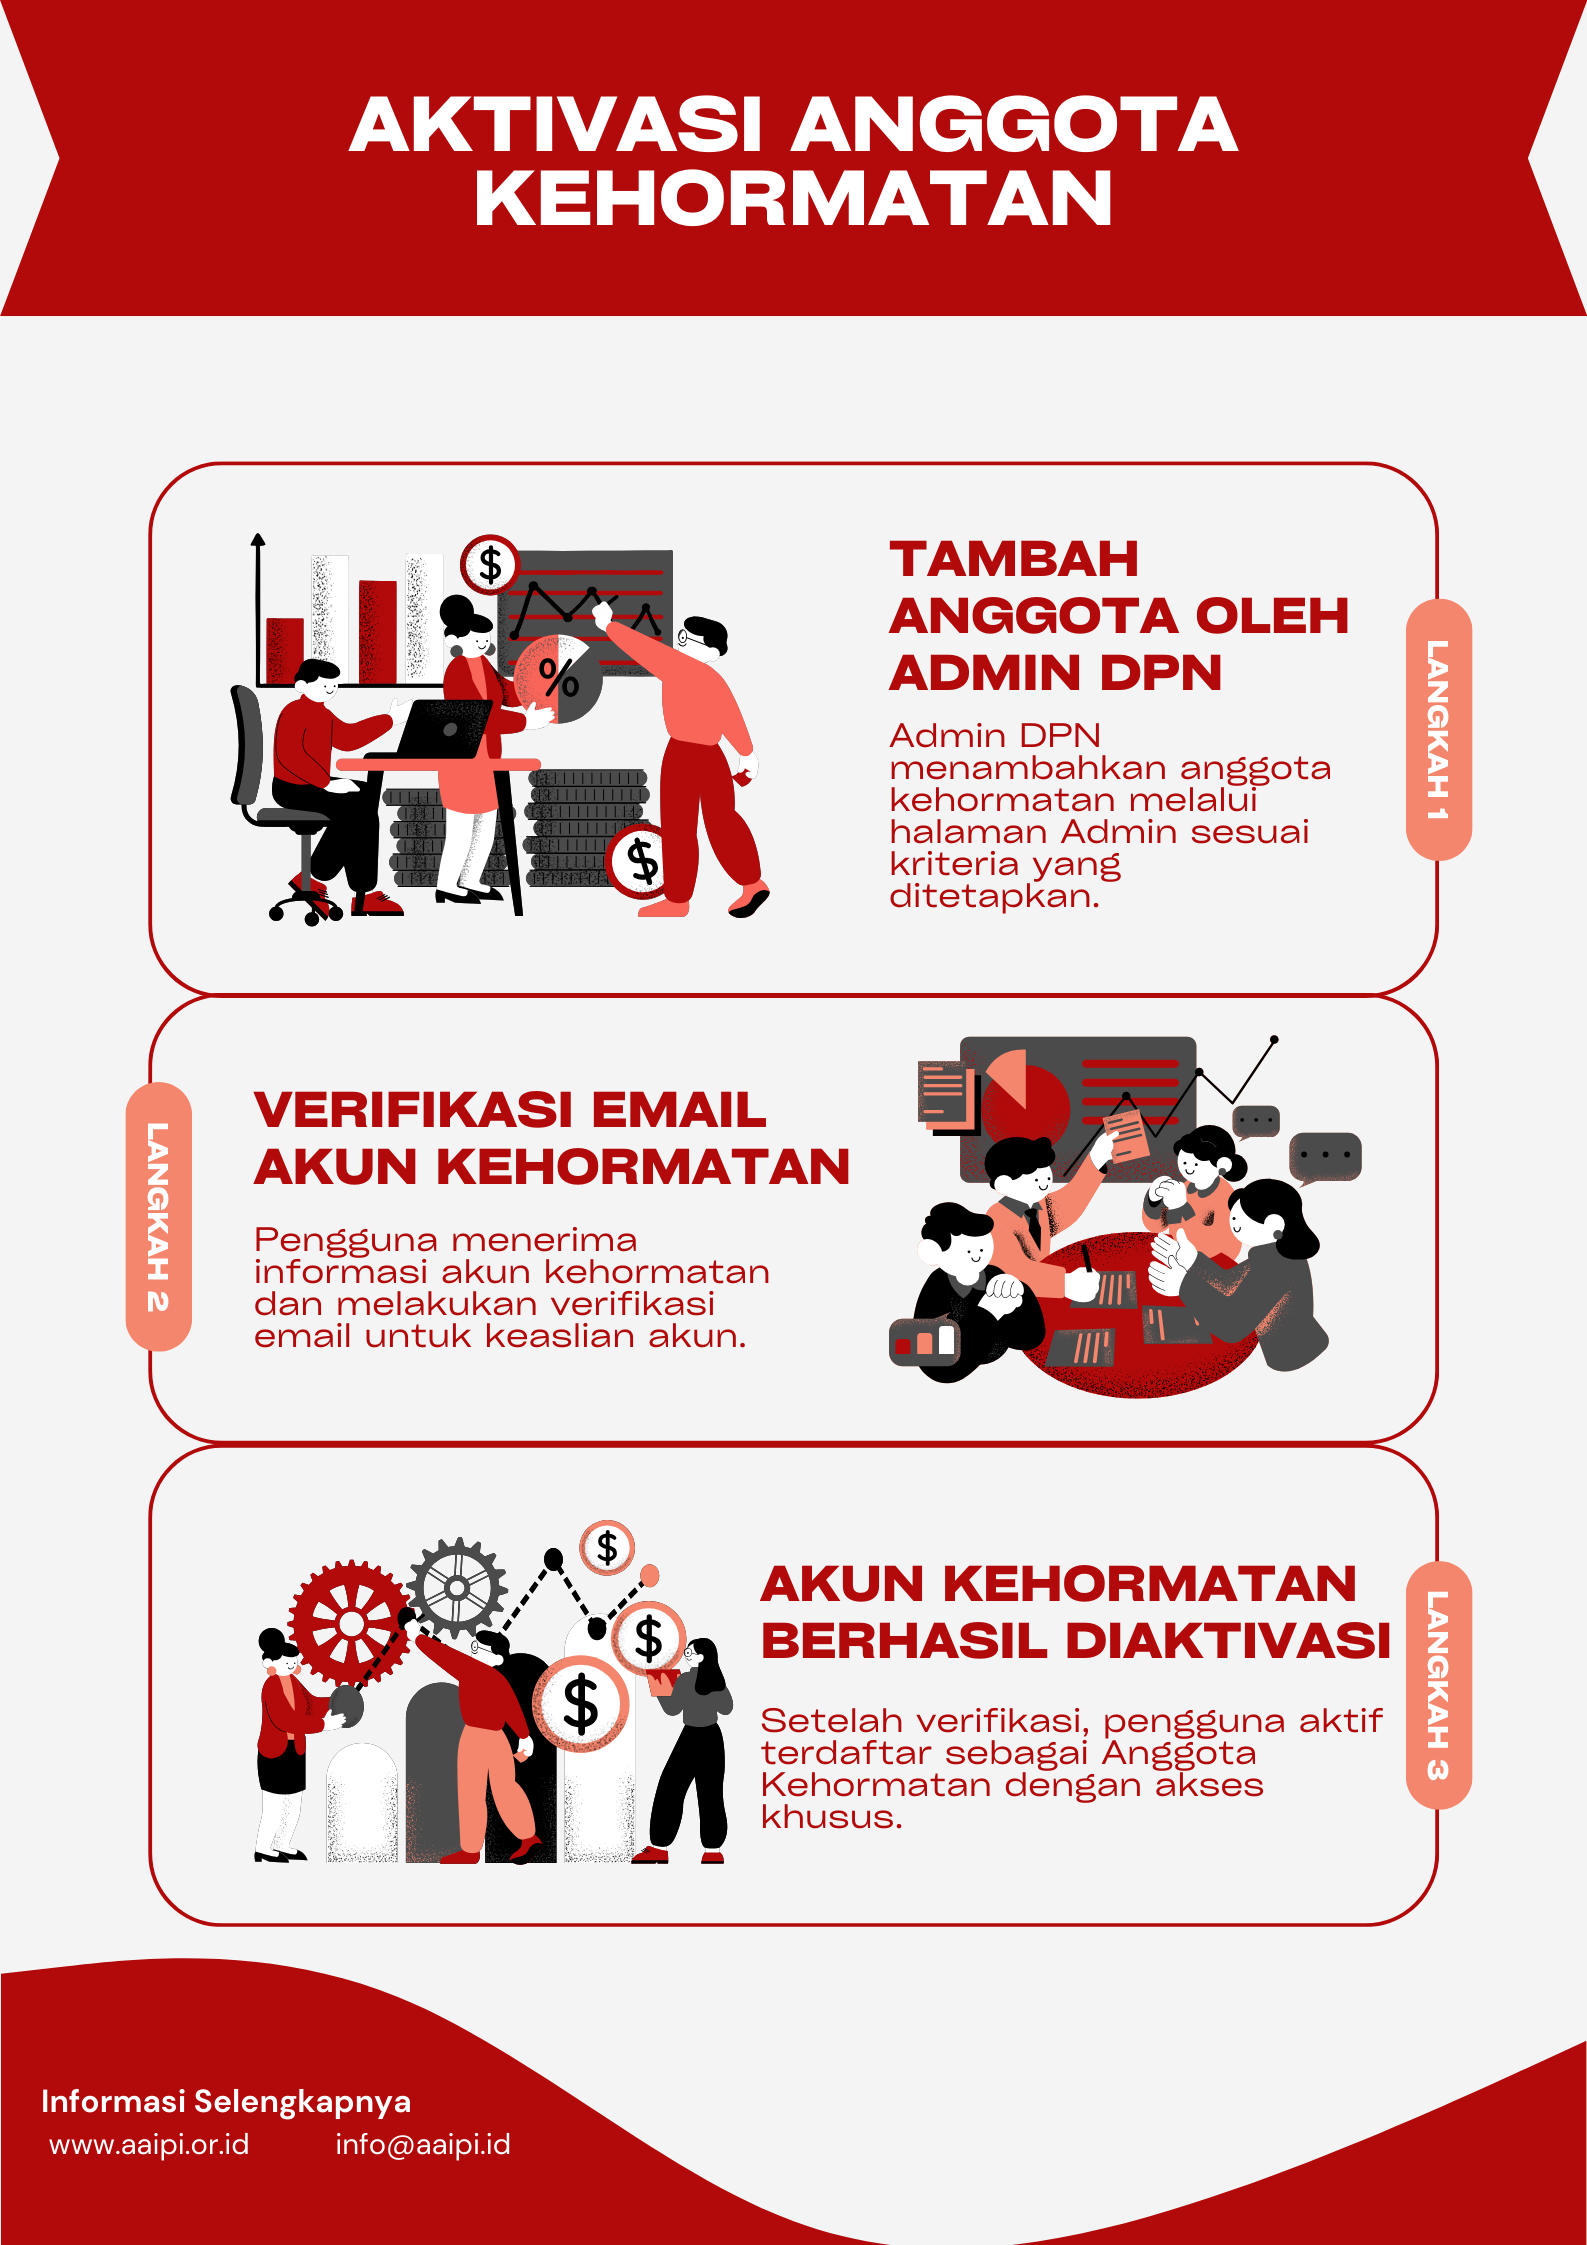 AKTIVASI ANGGOTA
KEHORMATAN
TAMBAH
ANGGOTA OLEH
ADMIN DPN
Admin DPN
menambahkan anggota
kehormatan melalui
halaman Admin sesuai
kriteria yang
ditetapkan.
LANGKAH 1
$
%
$
LANGKAH 2
VERIFIKASI EMAIL
AKUN KEHORMATAN
Pengguna menerima
informasi akun kehormatan
dan melakukan verifikasi
email untuk keaslian akun.
$
$
$
AKUN KEHORMATAN
BERHASIL DIAKTIVASI
Setelah verifikasi, pengguna aktif
terdaftar sebagai Anggota
Kehormatan dengan akses
khusus.
LANGKAH 3
Informasi Selengkapnya
www.aaipi.or.id info@aaipi.id